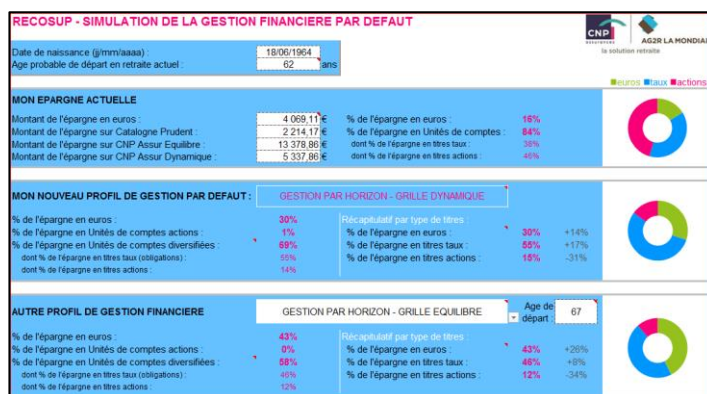 RECOSUP - SIMULATION DE LA GESTION FINANCIERE PAR DEFAUT
CNP
ASSURANCES
AG2R LA MONDIALE
la solution retraite
Date de naissance (jj/mm/aaaa) : 18/06/1964
Age probable de départ en retraite actuel : 62 ans
euros taux actions
MON EPARGNE ACTUELLE
Montant de l'épargne en euros : 4 069,11 € % de l'épargne en euros : 16%
Montant de l'épargne sur Catalogne Prudent : 2 214,17 € % de l'épargne en Unités de comptes : 84%
Montant de l'épargne sur CNP Assur Equilibre : 13 378,86 € dont % de l'épargne en titres taux : 38%
Montant de l'épargne sur CNP Assur Dynamique : 5 337,86 € dont % de l'épargne en titres actions : 46%
MON NOUVEAU PROFIL DE GESTION PAR DEFAUT : GESTION PAR HORIZON - GRILLE DYNAMIQUE
% de l'épargne en euros : 30% Récapitulatif par type de titres :
% de l'épargne en Unités de comptes actions : 1% % de l'épargne en euros : 30% +14%
% de l'épargne en Unités de comptes diversifiées : 69% % de l'épargne en titres taux : 55% +17%
dont % de l'épargne en titres taux (obligations) : 55% % de l'épargne en titres actions : 15% -31%
dont % de l'épargne en titres actions : 14%
AUTRE PROFIL DE GESTION FINANCIERE GESTION PAR HORIZON - GRILLE EQUILIBRE Age de départ : 67
% de l'épargne en euros : 43% Récapitulatif par type de titres :
% de l'épargne en Unités de comptes actions : 0% % de l'épargne en euros : 43% +26%
% de l'épargne en Unités de comptes diversifiées : 58% % de l'épargne en titres taux : 46% +8%
dont % de l'épargne en titres taux (obligations) : 46% % de l'épargne en titres actions : 12% -34%
dont % de l'épargne en titres actions : 12%